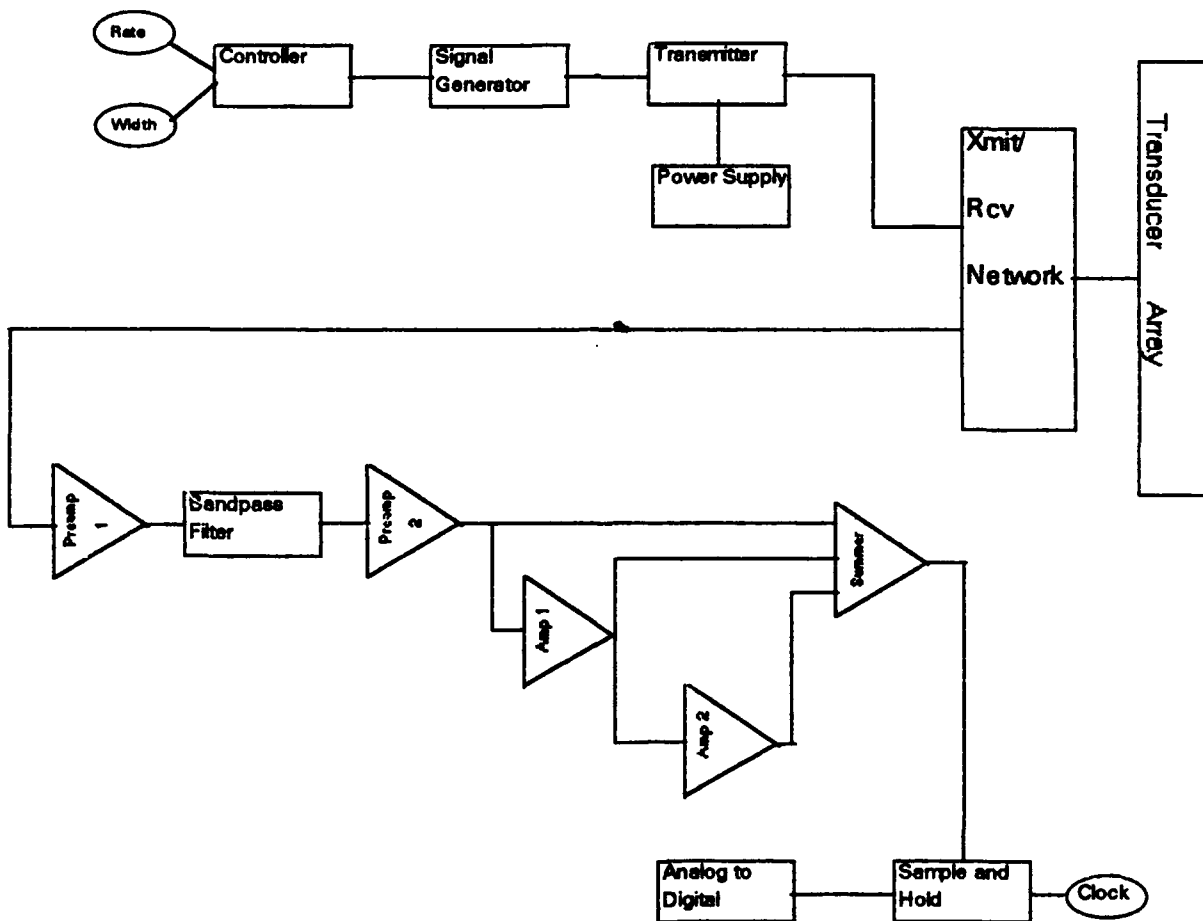 Rate
Controller
Signal
Generator
Transmitter
Width
Power Supply
Xmit/
Rcv
Network
Transducer Array
Preamp
1
Bandpass
Filter
Preamp
2
Summer
Amp 1
Amp 2
Analog to
Digital
Sample and
Hold
Clock